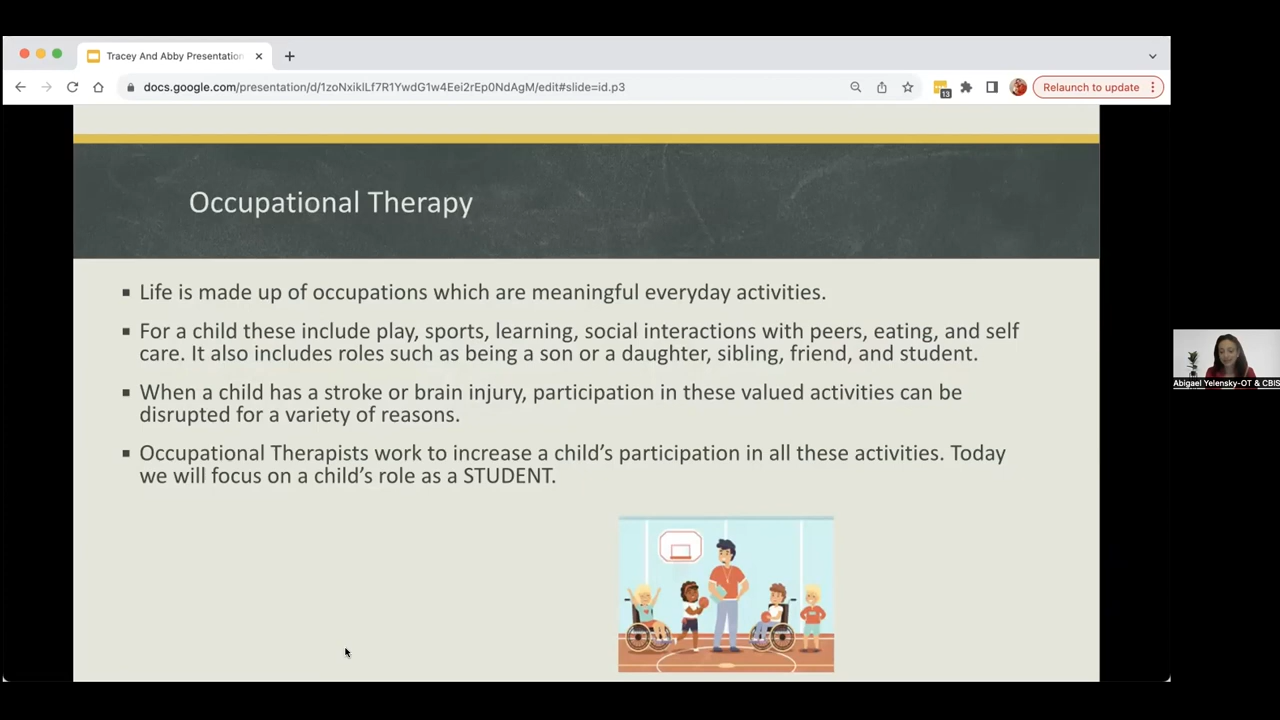 Tracey And Abby Presentation
docs.google.com/presentation/d/1zoNxiklLf7R1YwdG1w4Eei2rEp0NdAgM/edit#slide=id.p3
13
Relaunch to update
Occupational Therapy
▪ Life is made up of occupations which are meaningful everyday activities.
▪ For a child these include play, sports, learning, social interactions with peers, eating, and self
care. It also includes roles such as being a son or a daughter, sibling, friend, and student.
▪ When a child has a stroke or brain injury, participation in these valued activities can be
disrupted for a variety of reasons.
▪ Occupational Therapists work to increase a child's participation in all these activities. Today
we will focus on a child's role as a STUDENT.
Abigael Yelensky-OT & CBIS